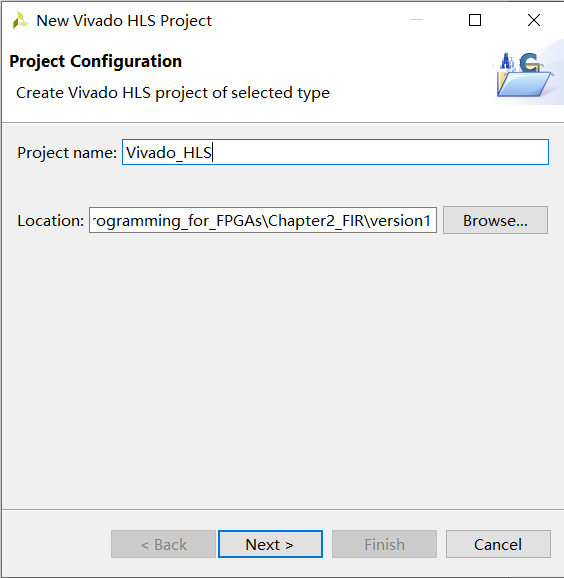 New Vivado HLS Project
Project Configuration
Create Vivado HLS project of selected type
Project name: Vivado_HLS
Location: rogramming_for_FPGAs\Chapter2_FIR\version1 Browse...
< Back Next > Finish Cancel